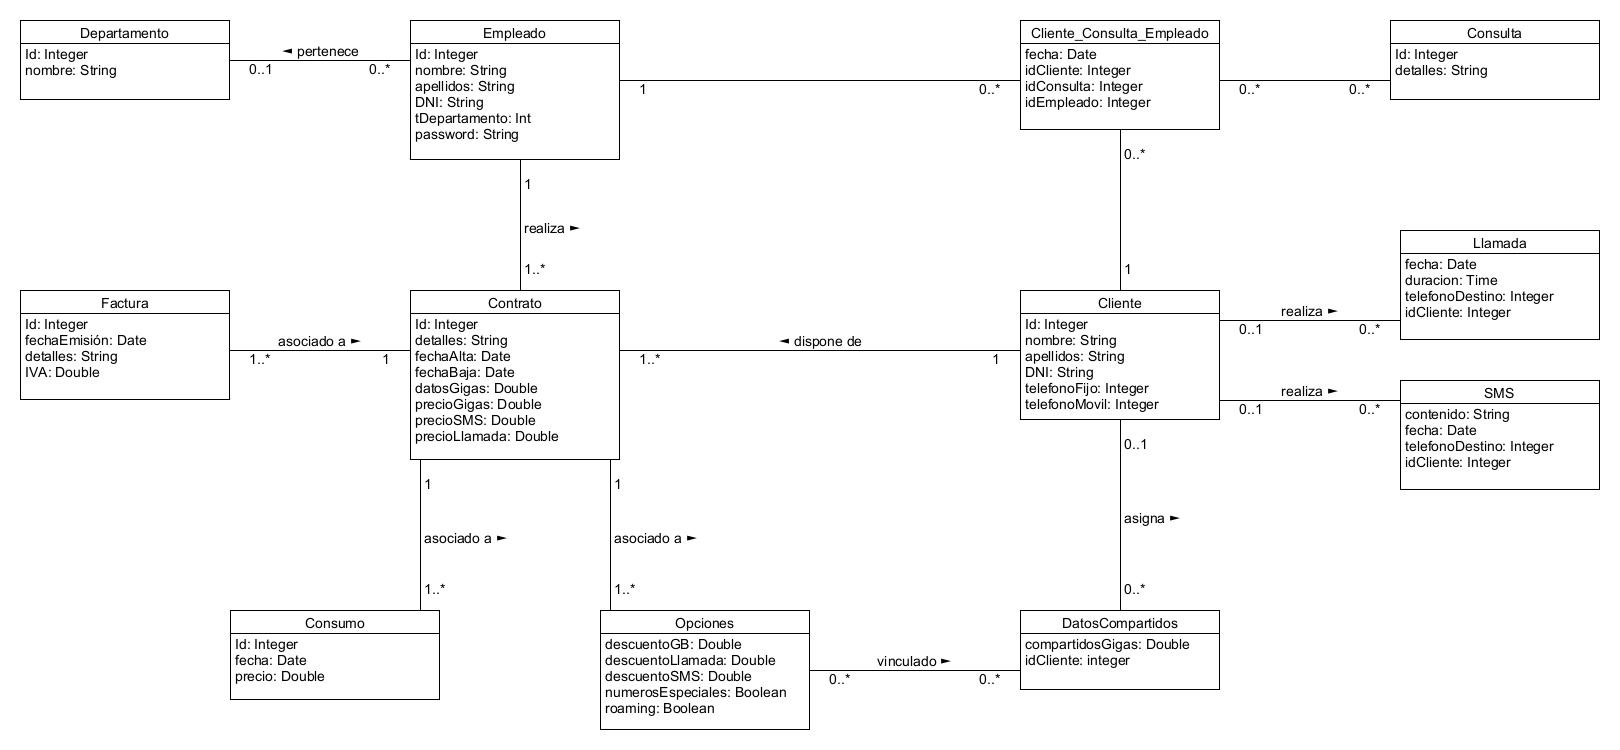 Departamento
Id: Integer
nombre: String
◄ pertenece
0..1
0..*
Empleado
Id: Integer
nombre: String
apellidos: String
DNI: String
tDepartamento: Int
password: String
1
0..*
Cliente_Consulta_Empleado
fecha: Date
idCliente: Integer
idConsulta: Integer
idEmpleado: Integer
0..*
0..*
Consulta
Id: Integer
detalles: String
1
realiza ►
1..*
0..*
1
Factura
Id: Integer
fechaEmisión: Date
detalles: String
IVA: Double
asociado a ►
1..*
1
Contrato
Id: Integer
detalles: String
fechaAlta: Date
fechaBaja: Date
datosGigas: Double
precioGigas: Double
precioSMS: Double
precioLlamada: Double
◄ dispone de
1..*
1
Cliente
Id: Integer
nombre: String
apellidos: String
DNI: String
telefonoFijo: Integer
telefonoMovil: Integer
realiza ►
0..1
0..*
Llamada
fecha: Date
duracion: Time
telefonoDestino: Integer
idCliente: Integer
realiza ►
0..1
0..*
SMS
contenido: String
fecha: Date
telefonoDestino: Integer
idCliente: Integer
1
asociado a ►
1..*
1
asociado a ►
1..*
0..1
asigna ►
0..*
Consumo
Id: Integer
fecha: Date
precio: Double
Opciones
descuentoGB: Double
descuentoLlamada: Double
descuentoSMS: Double
numerosEspeciales: Boolean
roaming: Boolean
vinculado ►
0..*
0..*
DatosCompartidos
compartidosGigas: Double
idCliente: integer